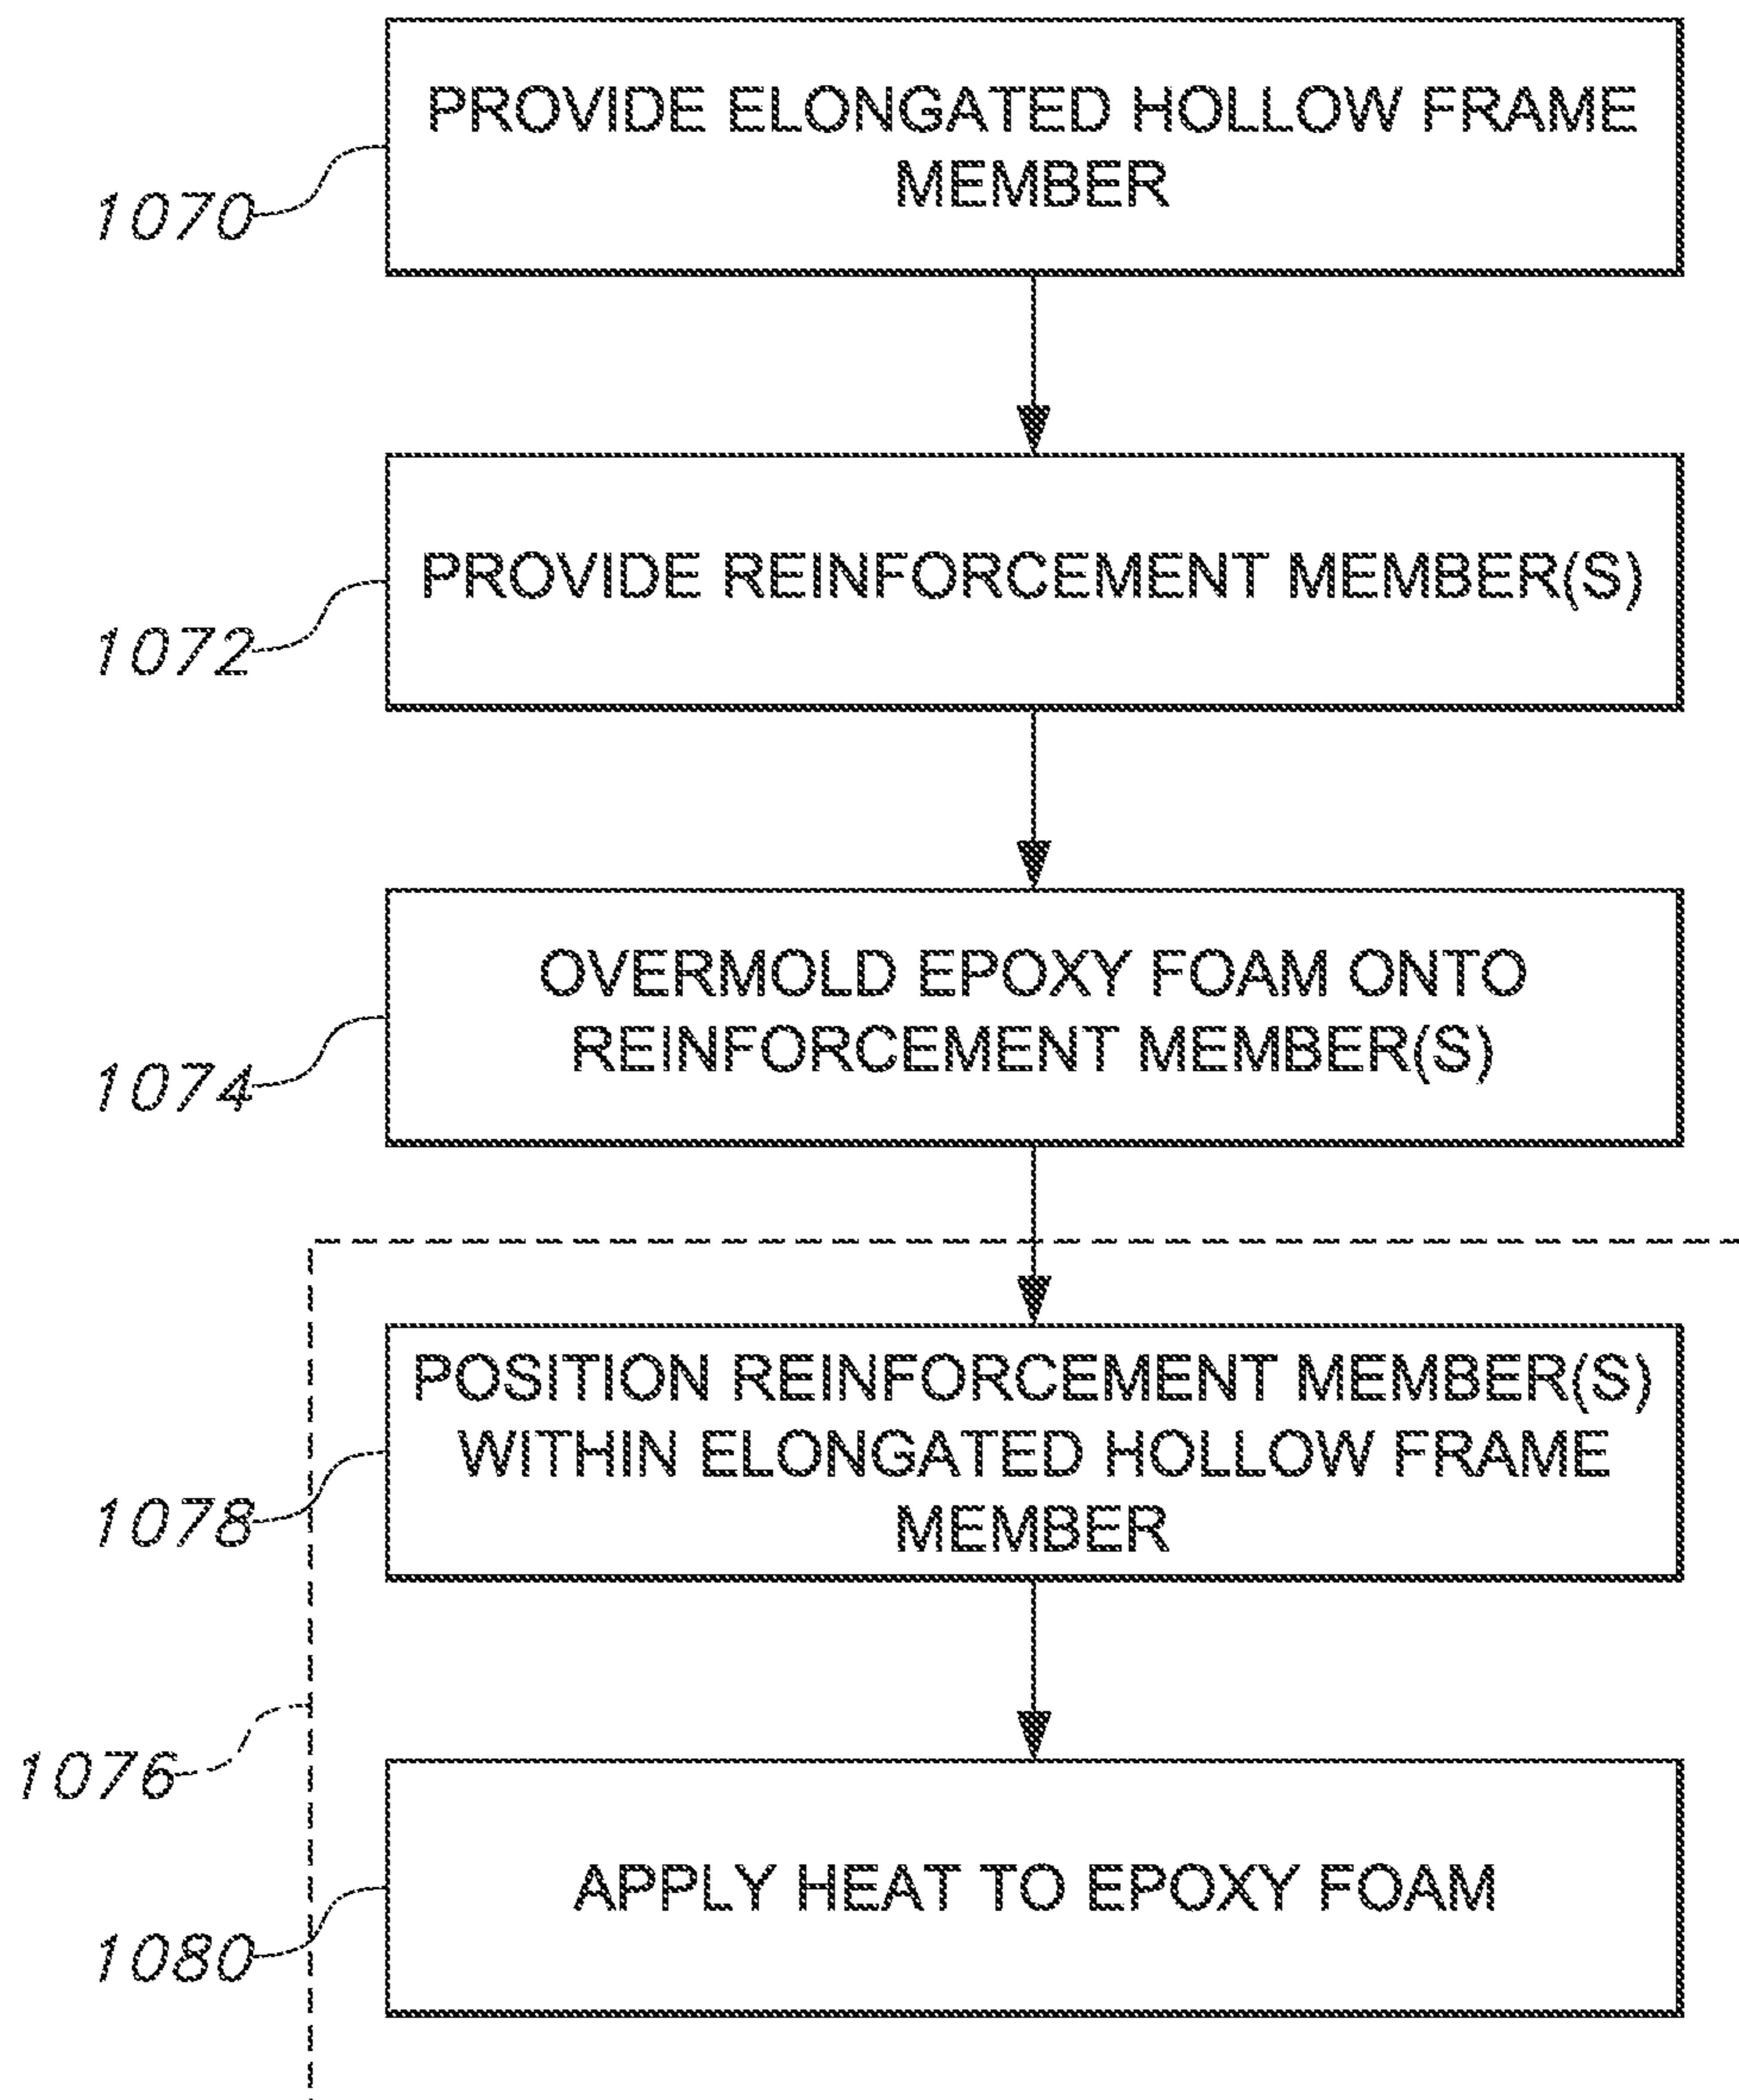 PROVIDE ELONGATED HOLLOW FRAME
MEMBER
1070
PROVIDE REINFORCEMENT MEMBER(S)
1072
OVERMOLD EPOXY FOAM ONTO
REINFORCEMENT MEMBER(S)
1074
POSITION REINFORCEMENT MEMBER(S)
WITHIN ELONGATED HOLLOW FRAME
MEMBER
1078
1076
APPLY HEAT TO EPOXY FOAM
1080